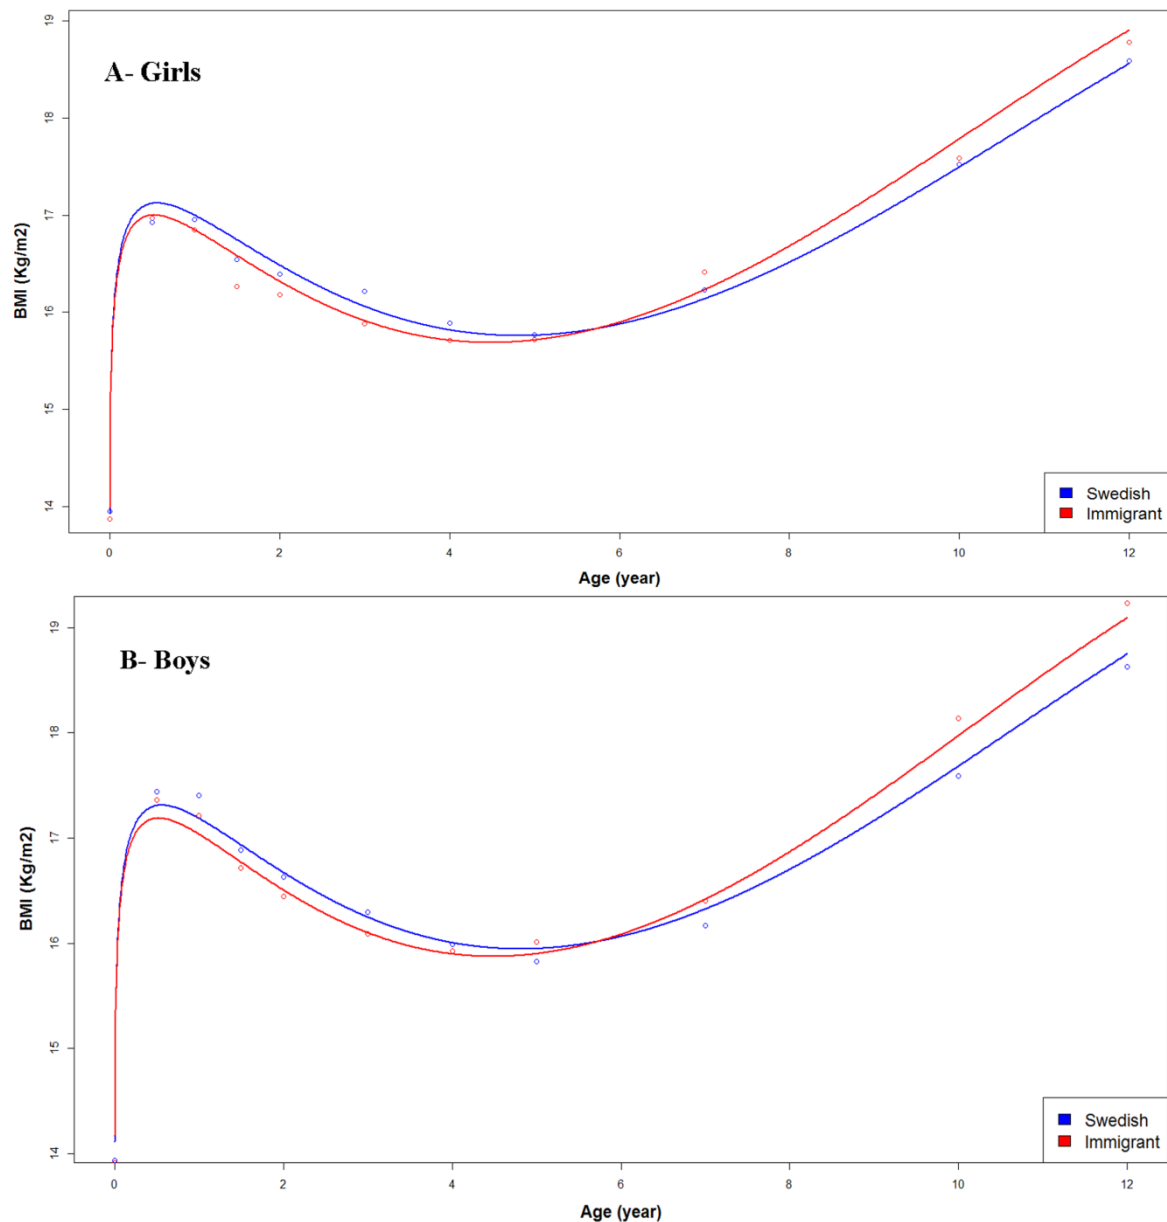 A- Girls
BMI (Kg/m2)
19
18
17
16
15
14
Swedish
Immigrant
0 2 4 6 8 10 12
Age (year)
B- Boys
BMI (Kg/m2)
19
18
17
16
15
14
Swedish
Immigrant
0 2 4 6 8 10 12
Age (year)